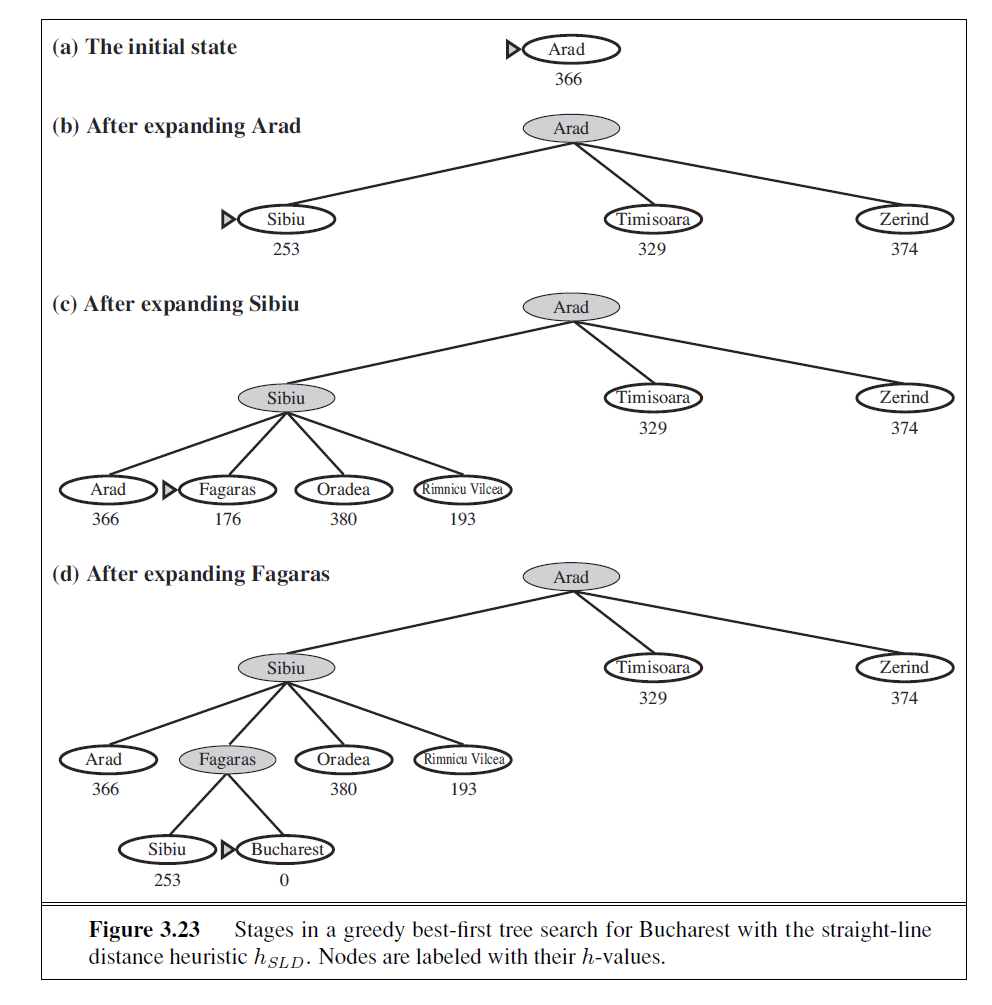 (a) The initial state
Arad
366
(b) After expanding Arad
Arad
Sibiu Timisoara Zerind
253 329 374
(c) After expanding Sibiu
Arad
Sibiu Timisoara Zerind
329 374
Arad Fagaras Oradea Rimnicu Vilcea
366 176 380 193
(d) After expanding Fagaras
Arad
Sibiu Timisoara Zerind
329 374
Arad Fagaras Oradea Rimnicu Vilcea
366 380 193
Sibiu Bucharest
253 0
Figure 3.23 Stages in a greedy best-first tree search for Bucharest with the straight-line
distance heuristic hSLD. Nodes are labeled with their h-values.